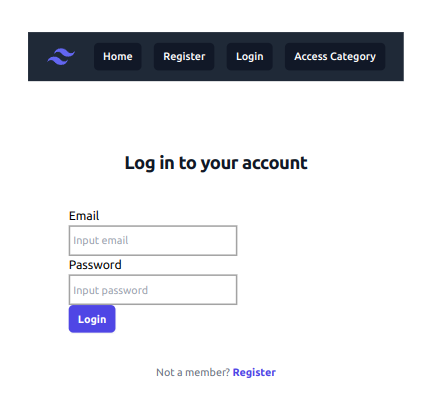 Home Register Login Access Category
Log in to your account
Email
Input email
Password
Input password
Login
Not a member? Register